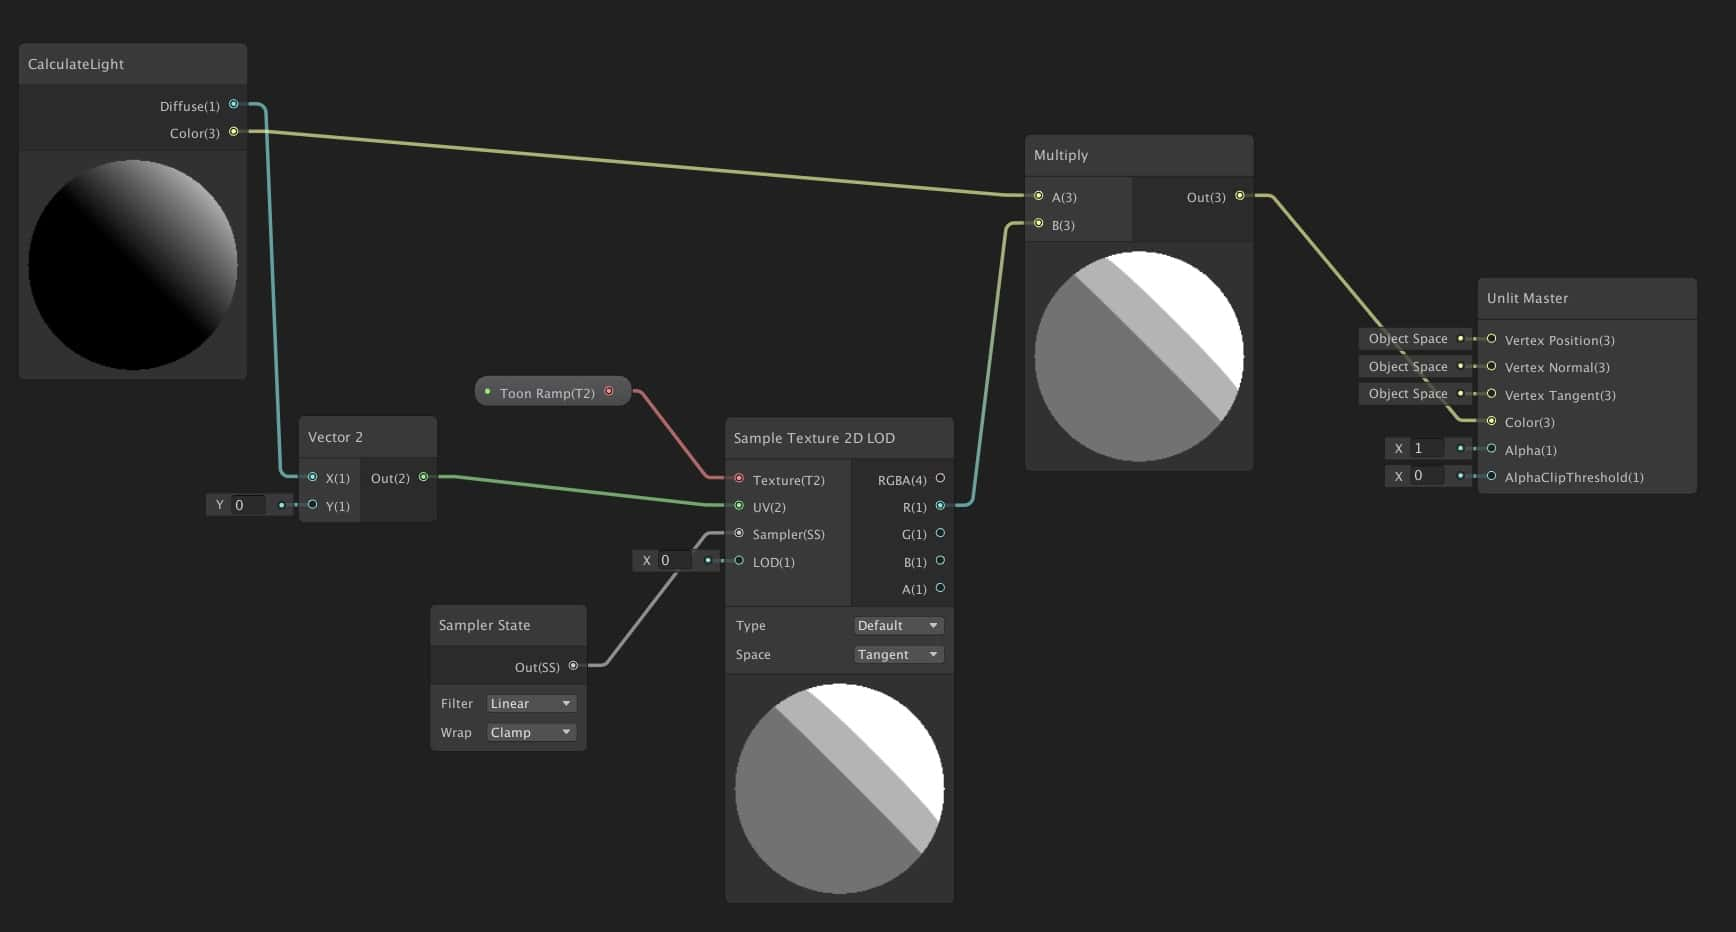 CalculateLight
Diffuse(1)
Color(3)
Multiply
A(3) Out(3)
B(3)
Unlit Master
Object Space Vertex Position(3)
Object Space Vertex Normal(3)
Object Space Vertex Tangent(3)
Color(3)
X 1 Alpha(1)
X 0 AlphaClipThreshold(1)
Toon Ramp(T2)
Vector 2
X(1) Out(2)
Y 0 Y(1)
Sample Texture 2D LOD
Texture(T2) RGBA(4)
UV(2) R(1)
Sampler(SS) G(1)
X 0 LOD(1) B(1)
A(1)
Type Default
Space Tangent
Sampler State
Out(SS)
Filter Linear
Wrap Clamp